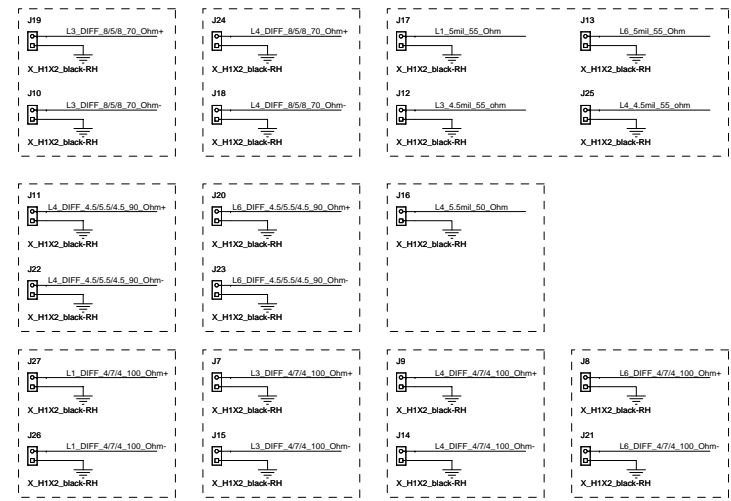 J19
L3_DIFF_8/5/8_70_Ohm+
X_H1X2_black-RH
J10
L3_DIFF_8/5/8_70_Ohm-
X_H1X2_black-RH
J24
L4_DIFF_8/5/8_70_Ohm+
X_H1X2_black-RH
J18
L4_DIFF_8/5/8_70_Ohm-
X_H1X2_black-RH
J17
L1_5mil_55_Ohm
X_H1X2_black-RH
J12
L3_4.5mil_55_ohm
X_H1X2_black-RH
J13
L6_5mil_55_Ohm
X_H1X2_black-RH
J25
L4_4.5mil_55_ohm
X_H1X2_black-RH
J11
L4_DIFF_4.5/5.5/4.5_90_Ohm+
X_H1X2_black-RH
J22
L4_DIFF_4.5/5.5/4.5_90_Ohm-
X_H1X2_black-RH
J20
L6_DIFF_4.5/5.5/4.5_90_Ohm+
X_H1X2_black-RH
J23
L6_DIFF_4.5/5.5/4.5_90_Ohm-
X_H1X2_black-RH
J16
L4_5.5mil_50_Ohm
X_H1X2_black-RH
J27
L1_DIFF_4/7/4_100_Ohm+
X_H1X2_black-RH
J26
L1_DIFF_4/7/4_100_Ohm-
X_H1X2_black-RH
J7
L3_DIFF_4/7/4_100_Ohm+
X_H1X2_black-RH
J15
L3_DIFF_4/7/4_100_Ohm-
X_H1X2_black-RH
J9
L4_DIFF_4/7/4_100_Ohm+
X_H1X2_black-RH
J14
L4_DIFF_4/7/4_100_Ohm-
X_H1X2_black-RH
J8
L6_DIFF_4/7/4_100_Ohm+
X_H1X2_black-RH
J21
L6_DIFF_4/7/4_100_Ohm-
X_H1X2_black-RH